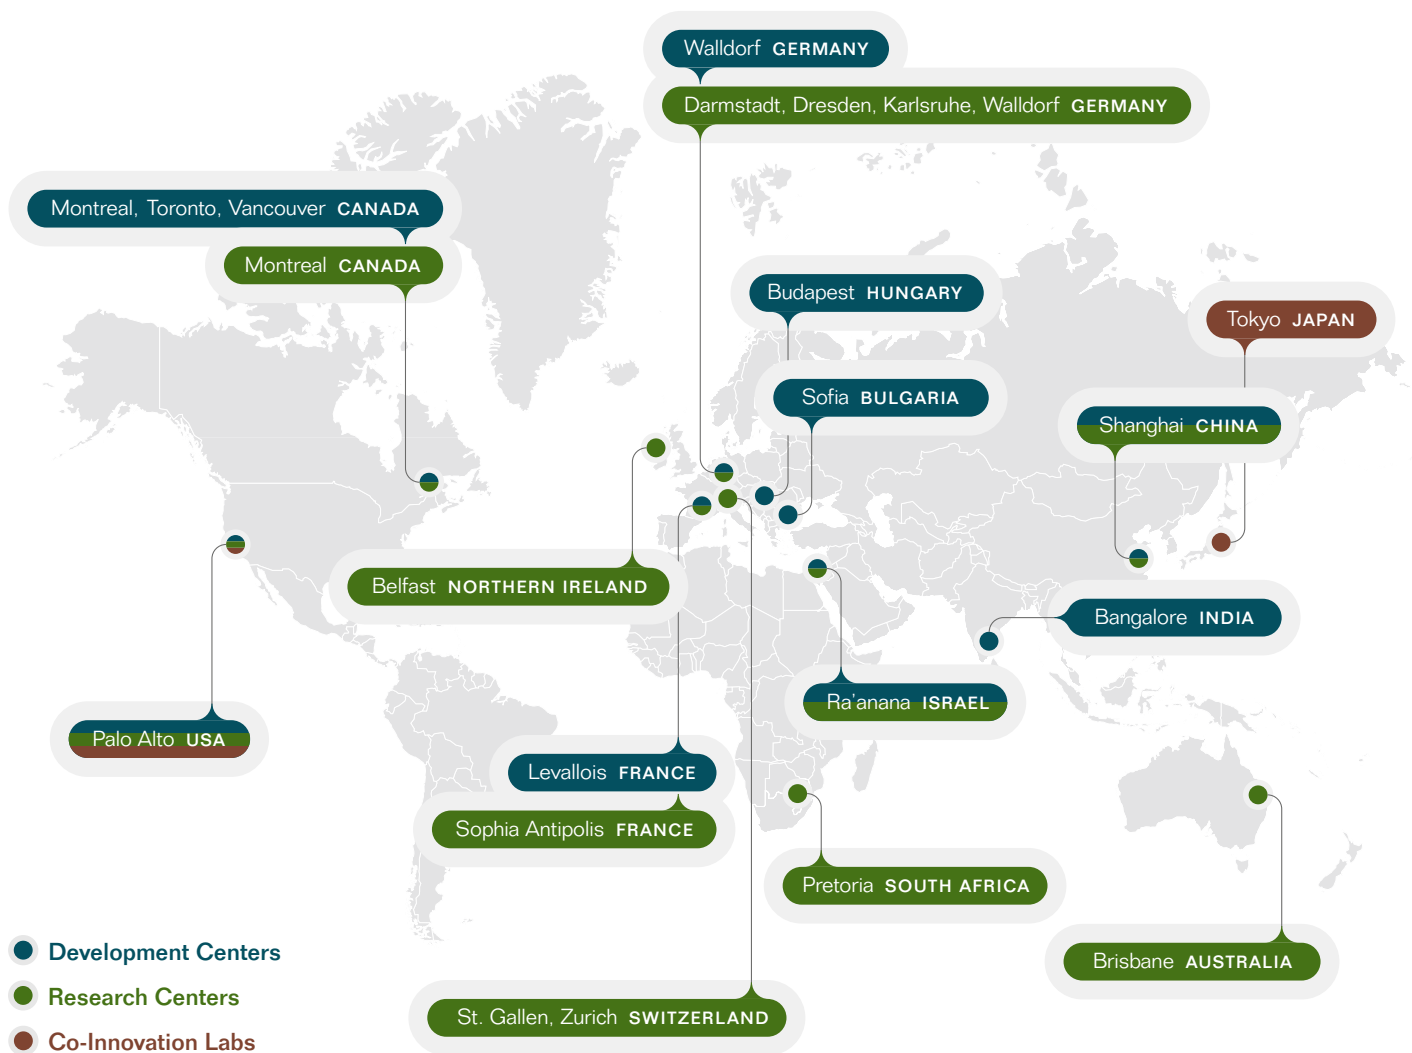 Walldorf GERMANY
Darmstadt, Dresden, Karlsruhe, Walldorf GERMANY
Montreal, Toronto, Vancouver CANADA
Montreal CANADA
Budapest HUNGARY
Tokyo JAPAN
Sofia BULGARIA
Shanghai CHINA
Belfast NORTHERN IRELAND
Bangalore INDIA
Ra'anana ISRAEL
Palo Alto USA
Levallois FRANCE
Sophia Antipolis FRANCE
Pretoria SOUTH AFRICA
Brisbane AUSTRALIA
St. Gallen, Zurich SWITZERLAND
Development Centers
Research Centers
Co-Innovation Labs